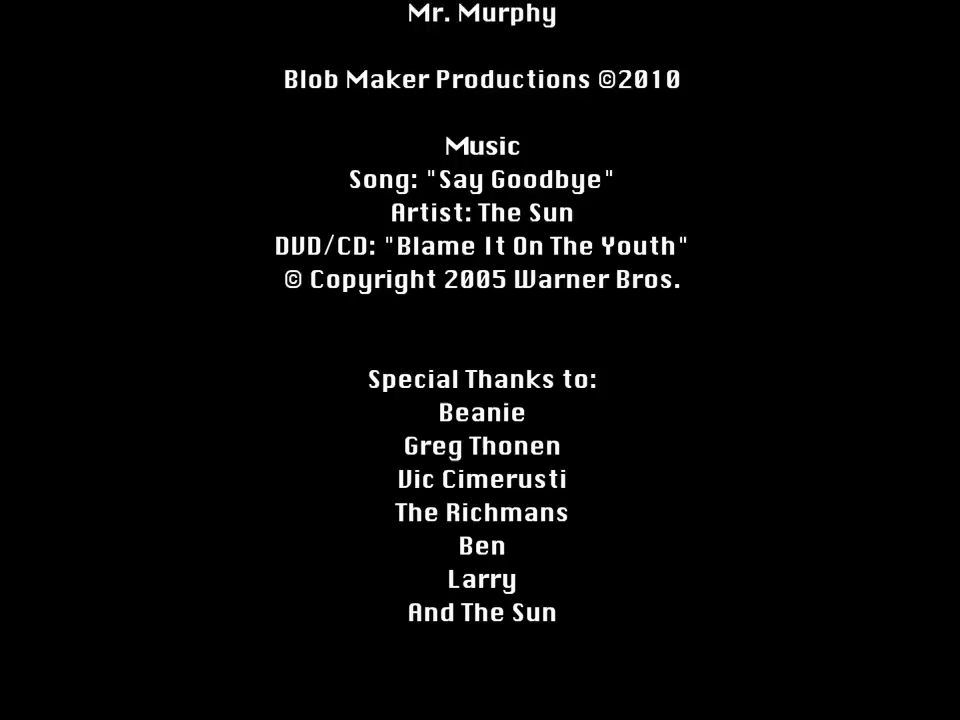 Mr. Murphy
Blob Maker Productions ©2010
Music
Song: "Say Goodbye"
Artist: The Sun
DVD/CD: "Blame It On The Youth"
© Copyright 2005 Warner Bros.
Special Thanks to:
Beanie
Greg Thonen
Vic Cimerusti
The Richmans
Ben
Larry
And The Sun